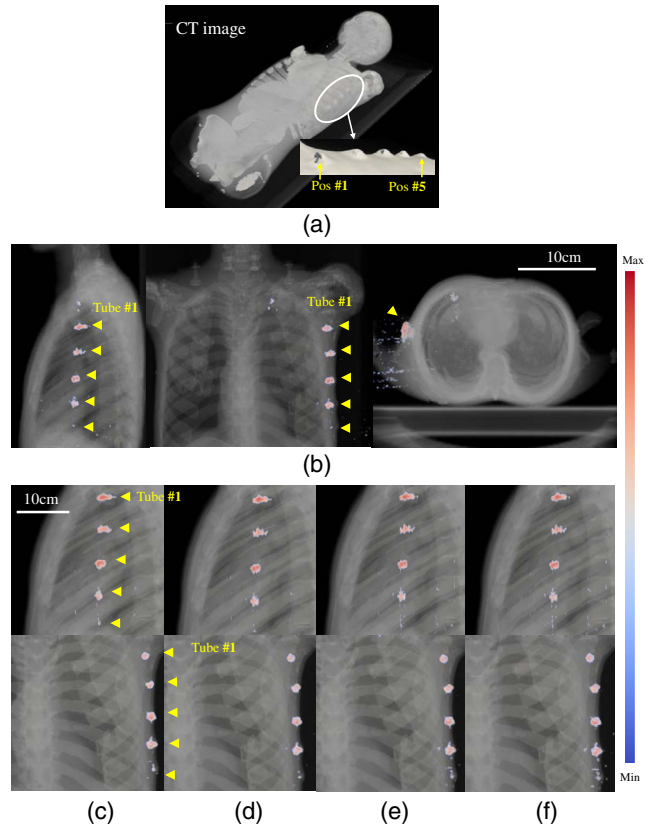 CT image
Pos #1
Pos #5
(a)
10cm
Max
Tube #1
Tube #1
(b)
10cm
Tube #1
Tube #1
Min
(c)
(d)
(e)
(f)